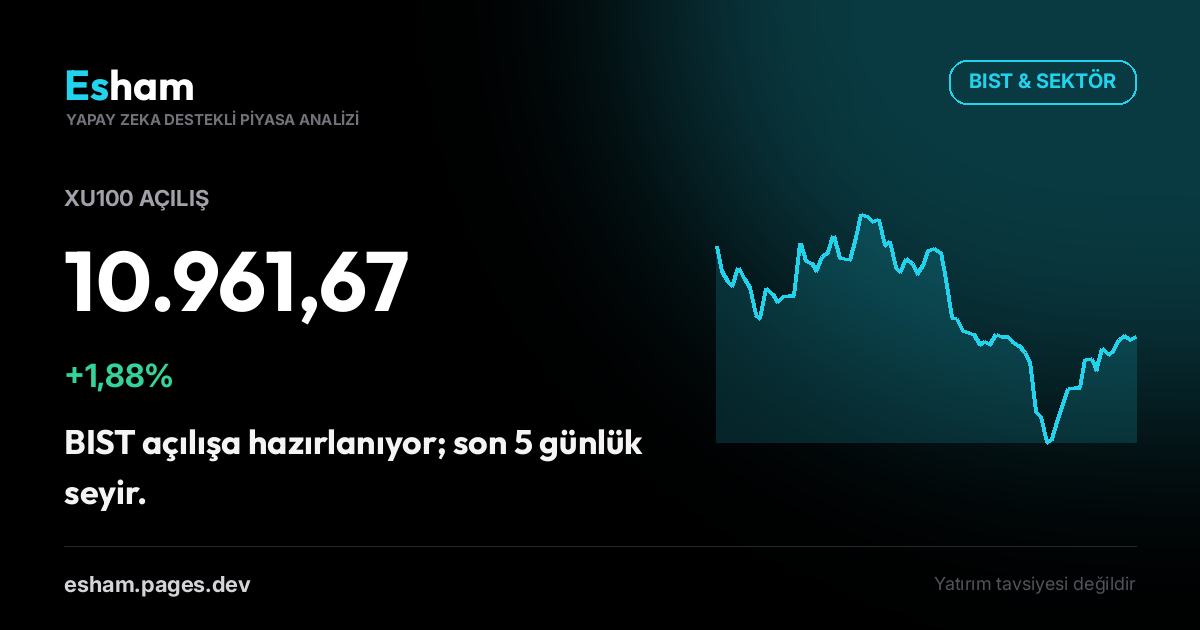 Esham
YAPAY ZEKA DESTEKLİ PİYASA ANALİZİ
BIST & SEKTÖR
XU100 AÇILIŞ
10.961,67
+1,88%
BIST açılışa hazırlanıyor; son 5 günlük
seyir.
esham.pages.dev
Yatırım tavsiyesi değildir